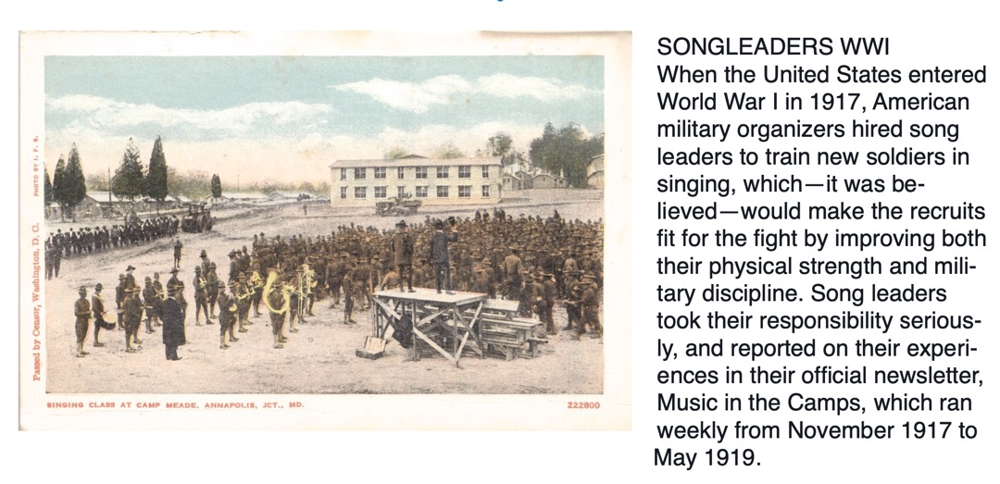 PHOTO BY I. F. S.
Passed by Censor, Washington, D. C.
SINGING CLASS AT CAMP MEADE, ANNAPOLIS, JCT., MD.
222800
SONGLEADERS WWI
When the United States entered
World War I in 1917, American
military organizers hired song
leaders to train new soldiers in
singing, which—it was be-
lieved—would make the recruits
fit for the fight by improving both
their physical strength and mili-
tary discipline. Song leaders
took their responsibility serious-
ly, and reported on their experi-
ences in their official newsletter,
Music in the Camps, which ran
weekly from November 1917 to
May 1919.